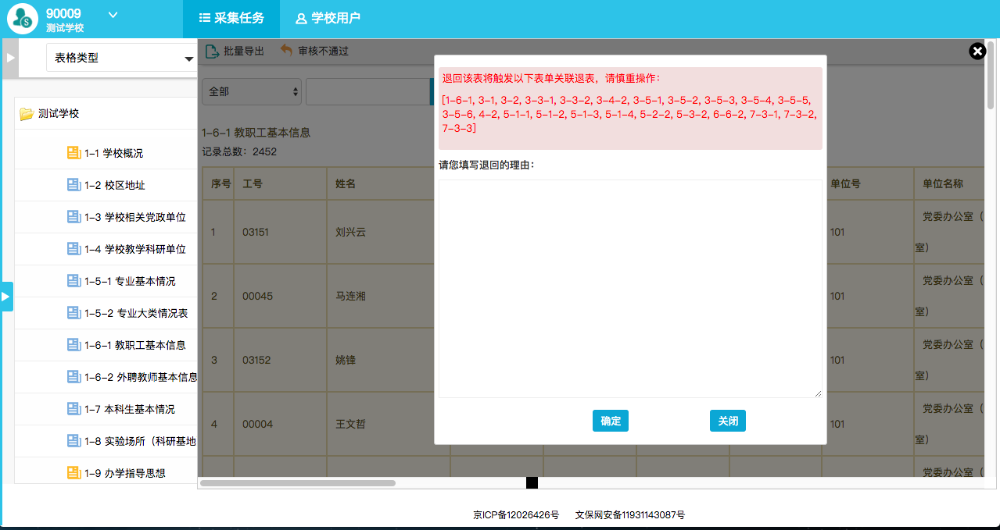 90009
测试学校
采集任务
学校用户
表格类型
测试学校
1-1 学校概况
1-2 校区地址
1-3 学校相关党政单位
1-4 学校教学科研单位
1-5-1 专业基本情况
1-5-2 专业大类情况表
1-6-1 教职工基本信息
1-6-2 外聘教师基本信息
1-7 本科生基本情况
1-8 实验场所（科研基地
1-9 办学指导思想
批量导出
审核不通过
全部
1-6-1 教职工基本信息
记录总数：2452
序号 工号 姓名 单位号 单位名称
1 03151 刘兴云 101 党委办公室（
室）
2 00045 马连湘 101 党委办公室（
室）
3 03152 姚锋 101 党委办公室（
室）
4 00004 王文哲 101 党委办公室（
室）
党委办公室（
退回该表将触发以下表单关联退表，请慎重操作：
[1-6-1, 3-1, 3-2, 3-3-1, 3-3-2, 3-4-2, 3-5-1, 3-5-2, 3-5-3, 3-5-4, 3-5-5,
3-5-6, 4-2, 5-1-1, 5-1-2, 5-1-3, 5-1-4, 5-2-2, 5-3-2, 6-6-2, 7-3-1, 7-3-2,
7-3-3]
请您填写退回的理由：
确定
关闭
京ICP备12026426号 文保网安备11931143087号